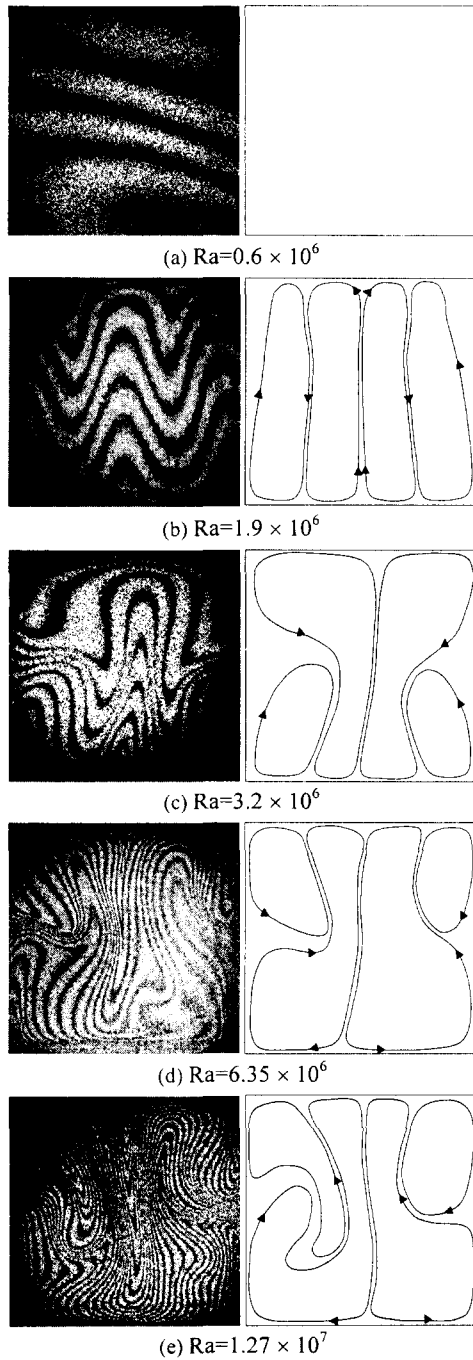 (a) Ra=0.6 × 10⁶
(b) Ra=1.9 × 10⁶
(c) Ra=3.2 × 10⁶
(d) Ra=6.35 × 10⁶
(e) Ra=1.27 × 10⁷